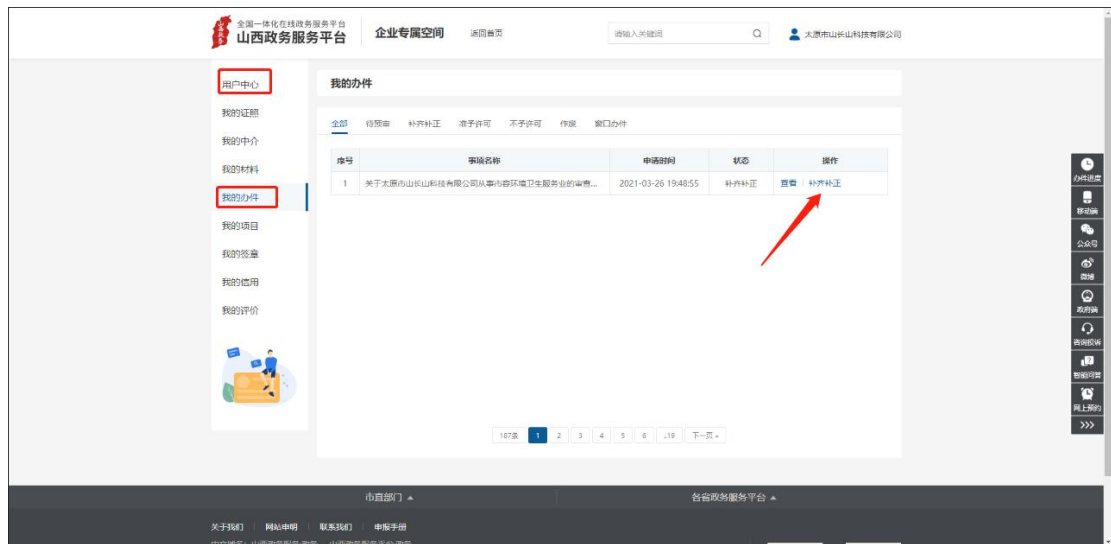 全国一体化在线政务服务平台
山西政务服务平台
企业专属空间
返回首页
请输入关键词
太原市山长山科技有限公司
用户中心
我的证照
我的中介
我的材料
我的办件
我的项目
我的签章
我的信用
我的评价
我的办件
全部 待预审 补齐补正 准予许可 不予许可 作废 窗口办件
序号 事项名称 申请时间 状态 操作
1 关于太原市山长山科技有限公司从事市容环境卫生服务业的审查... 2021-03-26 19:48:55 补齐补正 查看 补齐补正
187条 1 2 3 4 5 6 ..19 下一页»
办件进度
移动端
公众号
微博
政府端
咨询投诉
智能问答
网上预约
>>>
市直部门 各省政务服务平台
关于我们 网站申明 联系我们 申报手册